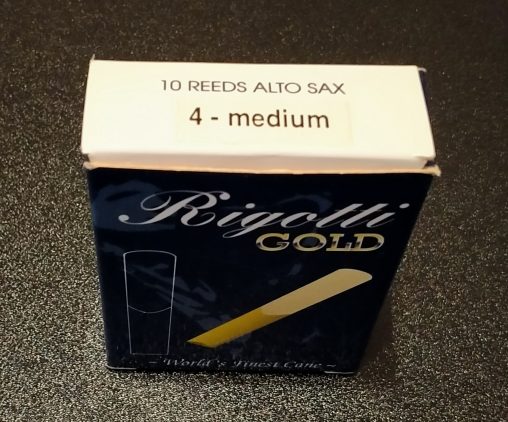 10 REEDS ALTO SAX
4 - medium
Rigotti
GOLD
~ World's Finest Cane ~